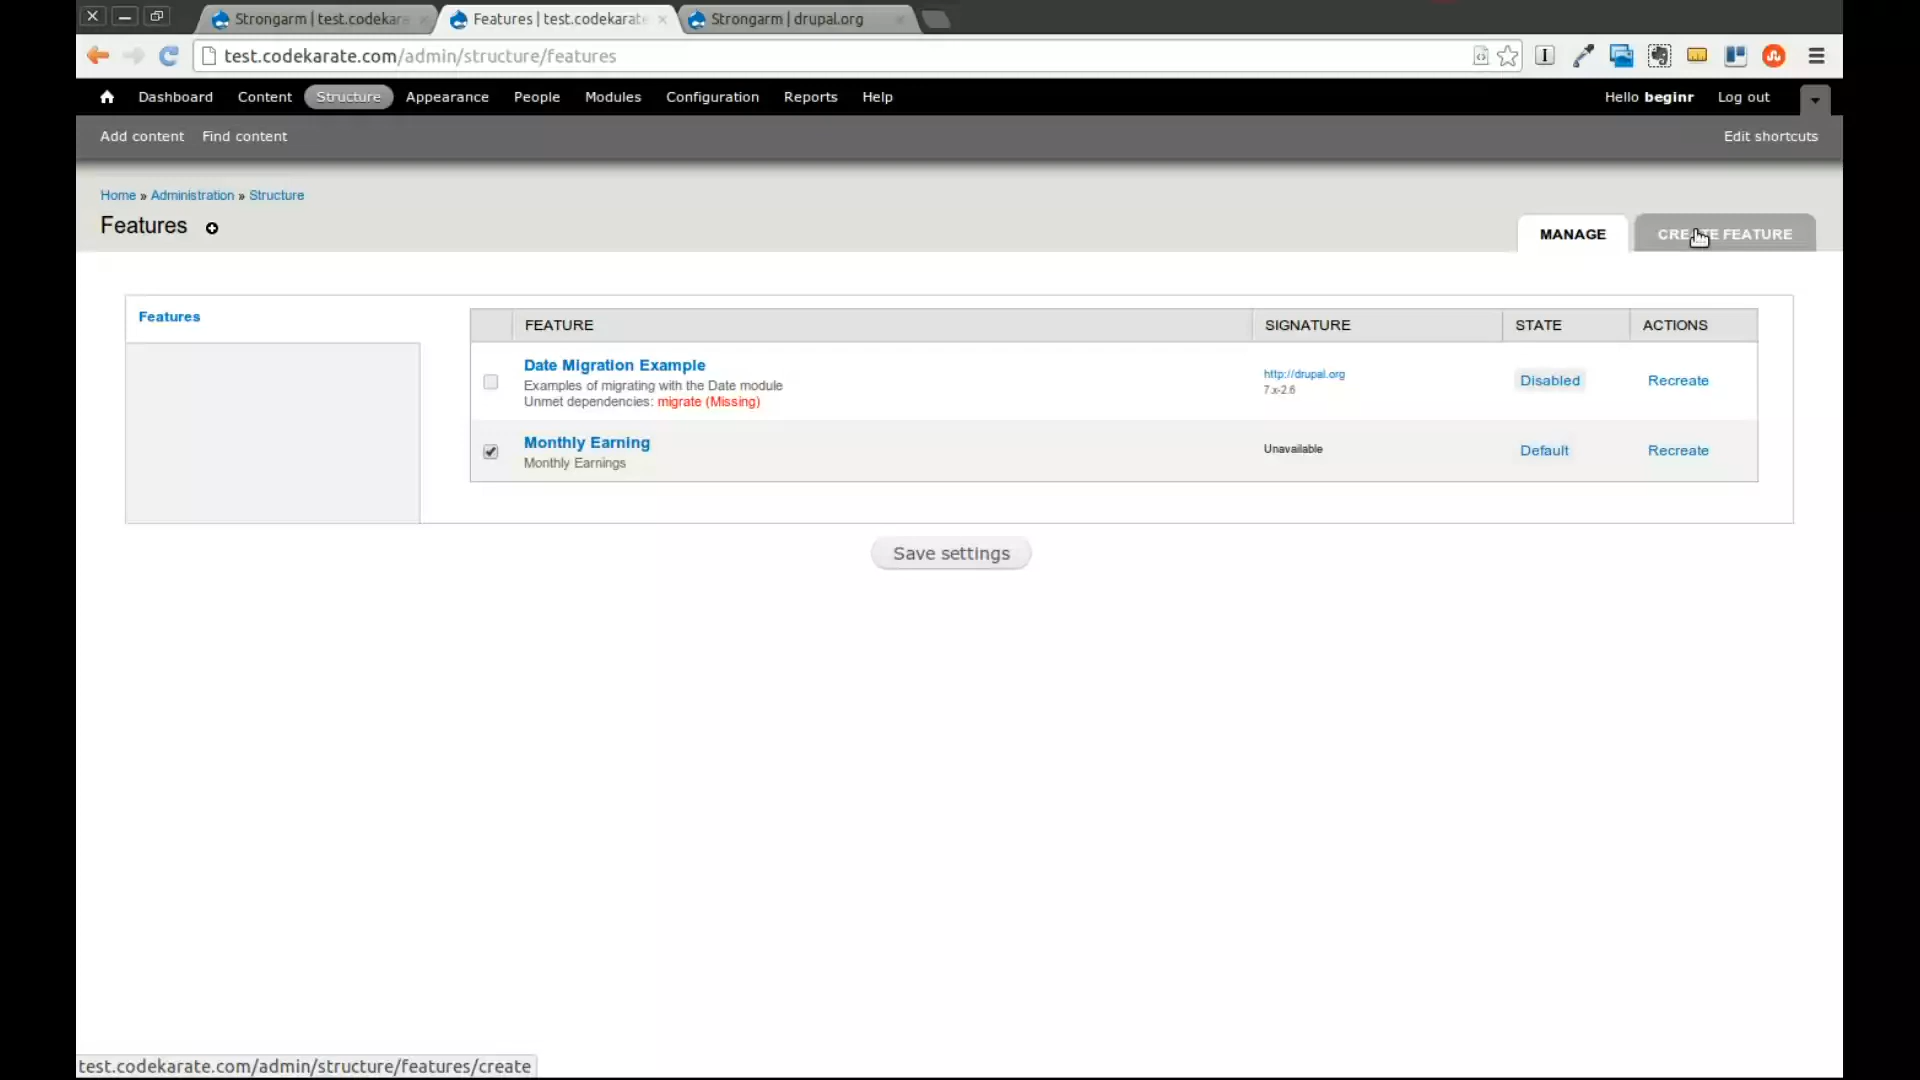 Strongarm | test.codekar
Features | test.codekarate
Strongarm | drupal.org
test.codekarate.com/admin/structure/features
Dashboard Content Structure Appearance People Modules Configuration Reports Help Hello beginr Log out
Add content Find content Edit shortcuts
Home » Administration » Structure
Features
MANAGE CREATE FEATURE
Features
FEATURE SIGNATURE STATE ACTIONS
Date Migration Example
Examples of migrating with the Date module
Unmet dependencies: migrate (Missing)
http://drupal.org
7.x-2.6
Disabled
Recreate
Monthly Earning
Monthly Earnings
Unavailable
Default
Recreate
Save settings
test.codekarate.com/admin/structure/features/create